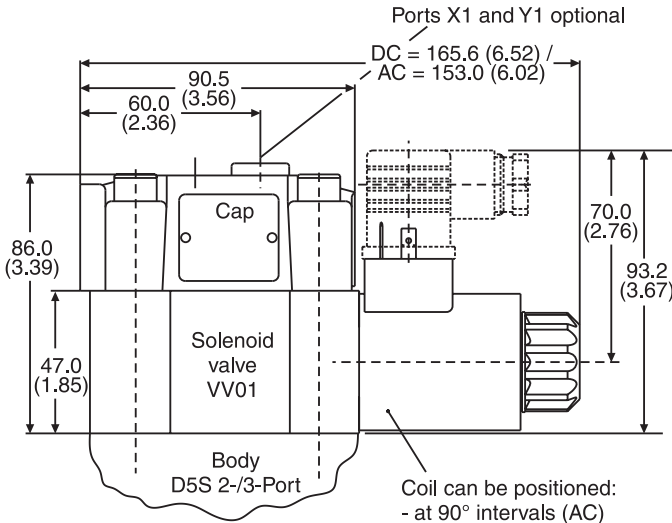 Ports X1 and Y1 optional
DC = 165.6 (6.52) /
AC = 153.0 (6.02)
90.5
(3.56)
60.0
(2.36)
Cap
86.0
(3.39)
70.0
(2.76)
93.2
(3.67)
47.0
(1.85)
Solenoid
valve
VV01
Body
D5S 2-/3-Port
Coil can be positioned:
- at 90° intervals (AC)